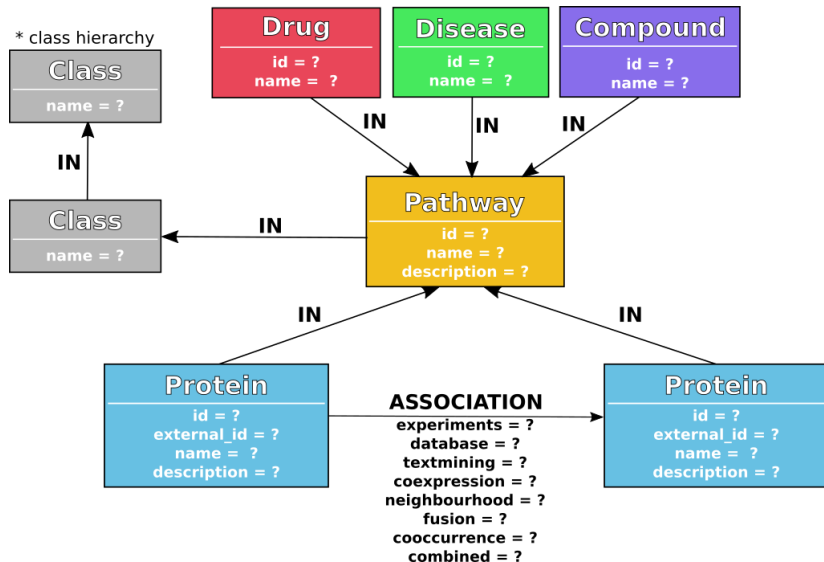 * class hierarchy
Class
name = ?
IN
Class
name = ?
Drug
id = ?
name = ?
Disease
id = ?
name = ?
Compound
id = ?
name = ?
IN
IN
IN
IN
Pathway
id = ?
name = ?
description = ?
IN
IN
Protein
id = ?
external_id = ?
name = ?
description = ?
ASSOCIATION
experiments = ?
database = ?
textmining = ?
coexpression = ?
neighbourhood = ?
fusion = ?
cooccurrence = ?
combined = ?
Protein
id = ?
external_id = ?
name = ?
description = ?